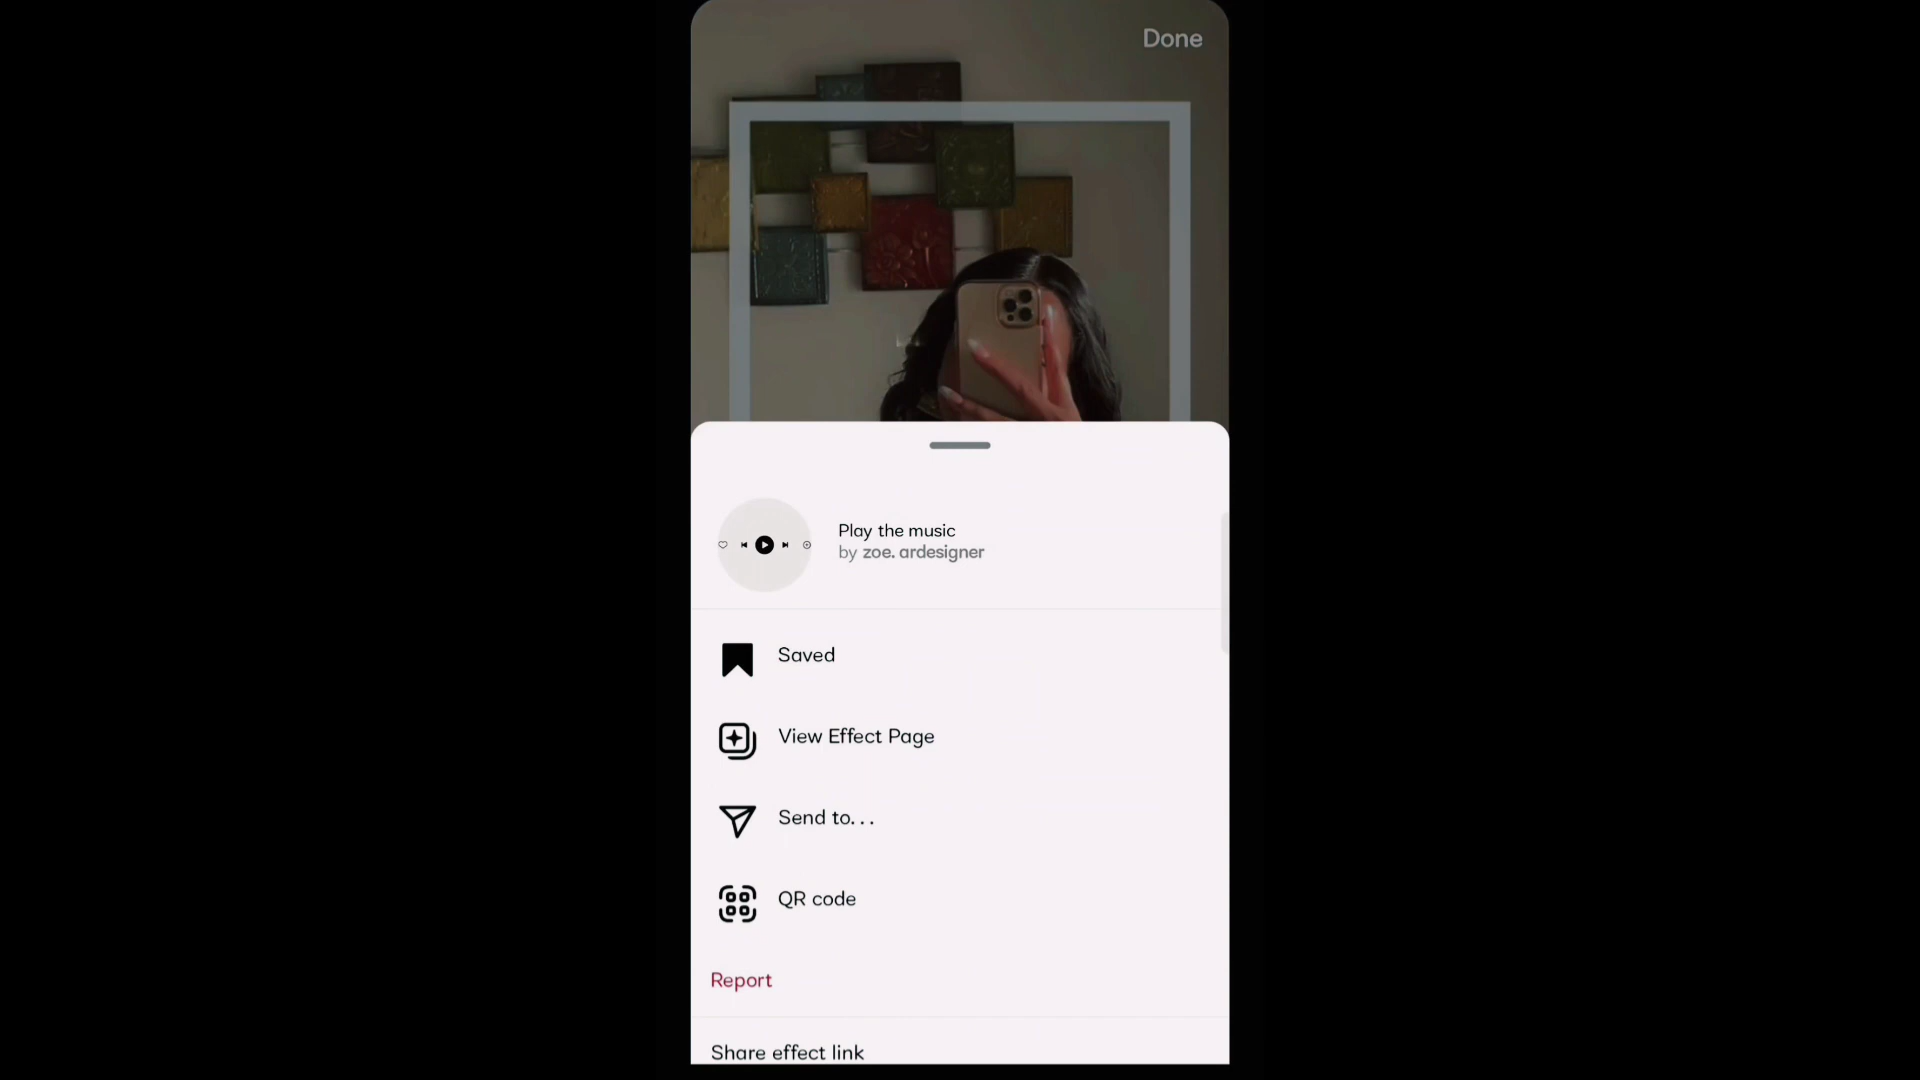 Done
Play the music
by zoe. ardesigner
Saved
View Effect Page
Send to...
QR code
Report
Share effect link